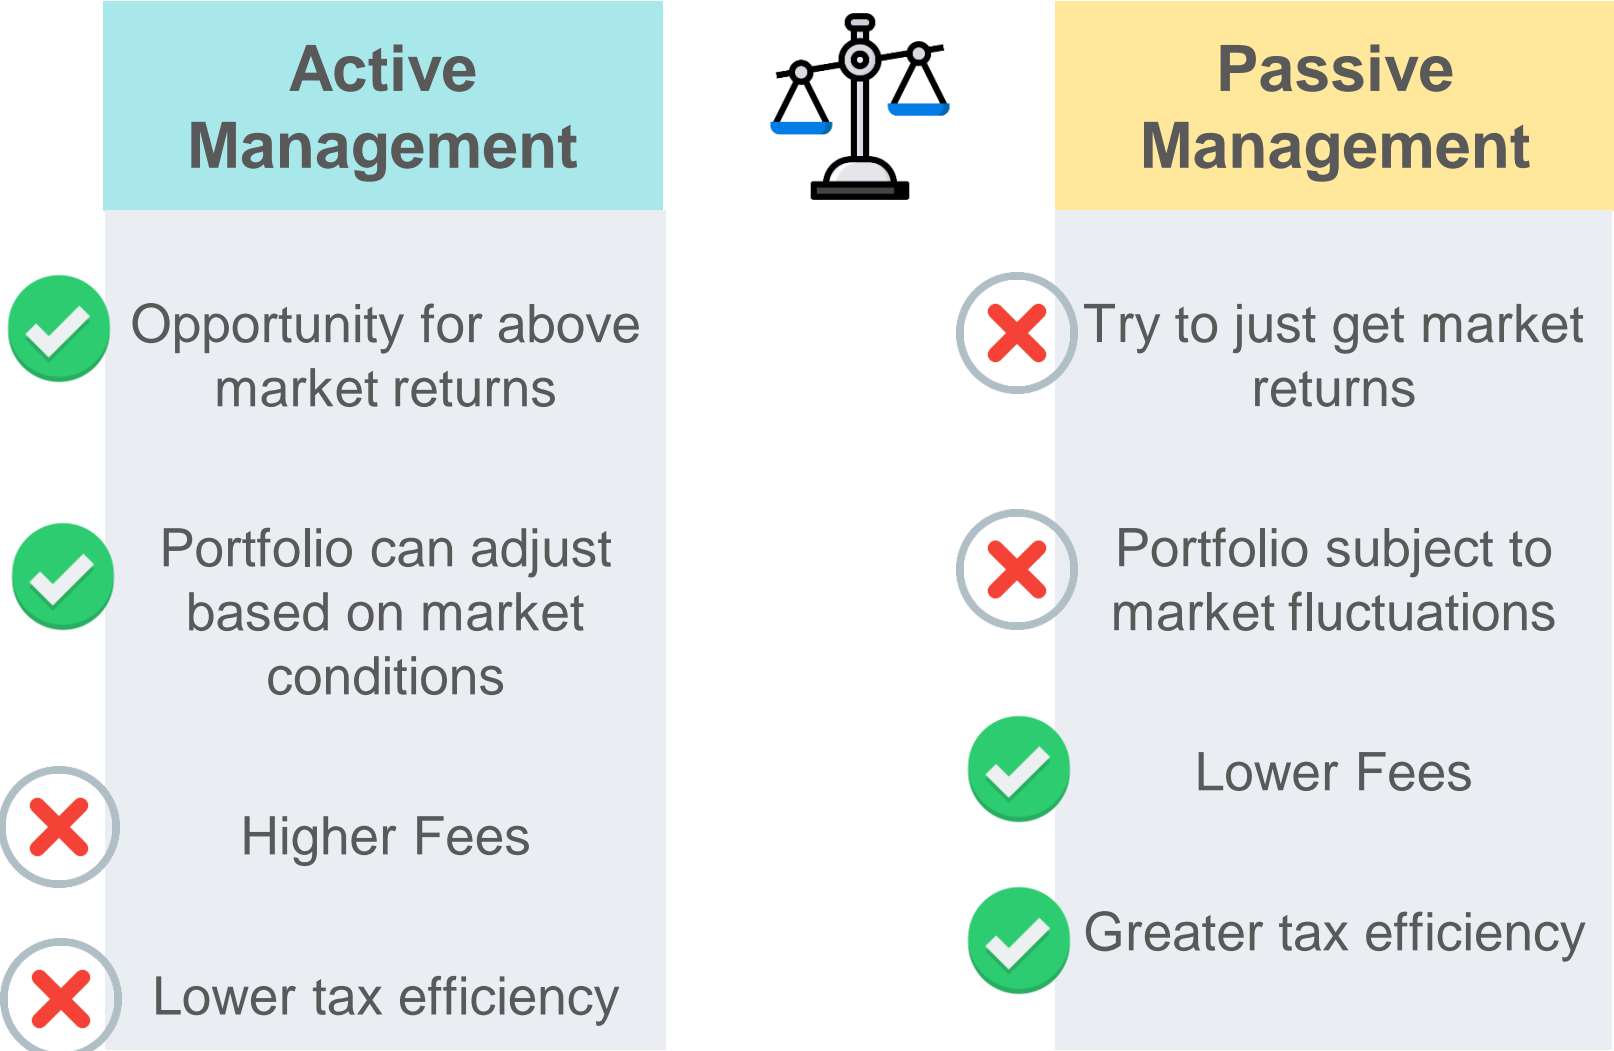 Active
Management
Opportunity for above
market returns
Portfolio can adjust
based on market
conditions
Higher Fees
Lower tax efficiency
Passive
Management
Try to just get market
returns
Portfolio subject to
market fluctuations
Lower Fees
Greater tax efficiency